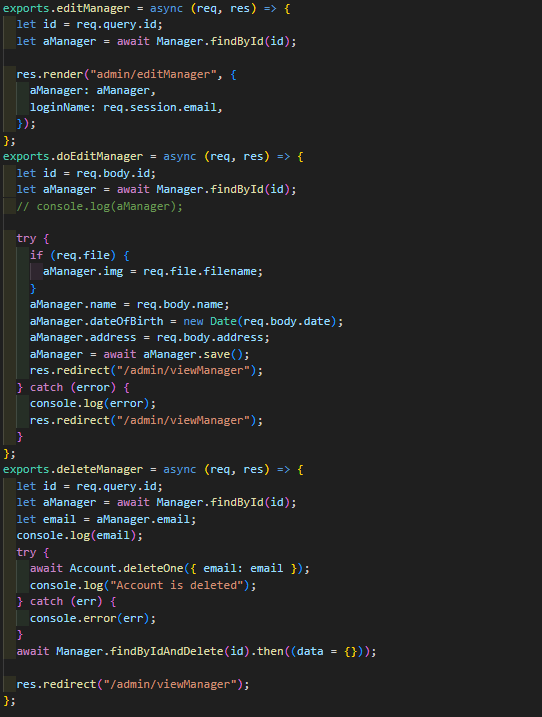 exports.editManager = async (req, res) => {
  let id = req.query.id;
  let aManager = await Manager.findById(id);

  res.render("admin/editManager", {
    aManager: aManager,
    loginName: req.session.email,
  });
};
exports.doEditManager = async (req, res) => {
  let id = req.body.id;
  let aManager = await Manager.findById(id);
  // console.log(aManager);

  try {
    if (req.file) {
      aManager.img = req.file.filename;
    }
    aManager.name = req.body.name;
    aManager.dateOfBirth = new Date(req.body.date);
    aManager.address = req.body.address;
    aManager = await aManager.save();
    res.redirect("/admin/viewManager");
  } catch (error) {
    console.log(error);
    res.redirect("/admin/viewManager");
  }
};
exports.deleteManager = async (req, res) => {
  let id = req.query.id;
  let aManager = await Manager.findById(id);
  let email = aManager.email;
  console.log(email);
  try {
    await Account.deleteOne({ email: email });
    console.log("Account is deleted");
  } catch (err) {
    console.error(err);
  }
  await Manager.findByIdAndDelete(id).then((data = {}));

  res.redirect("/admin/viewManager");
};